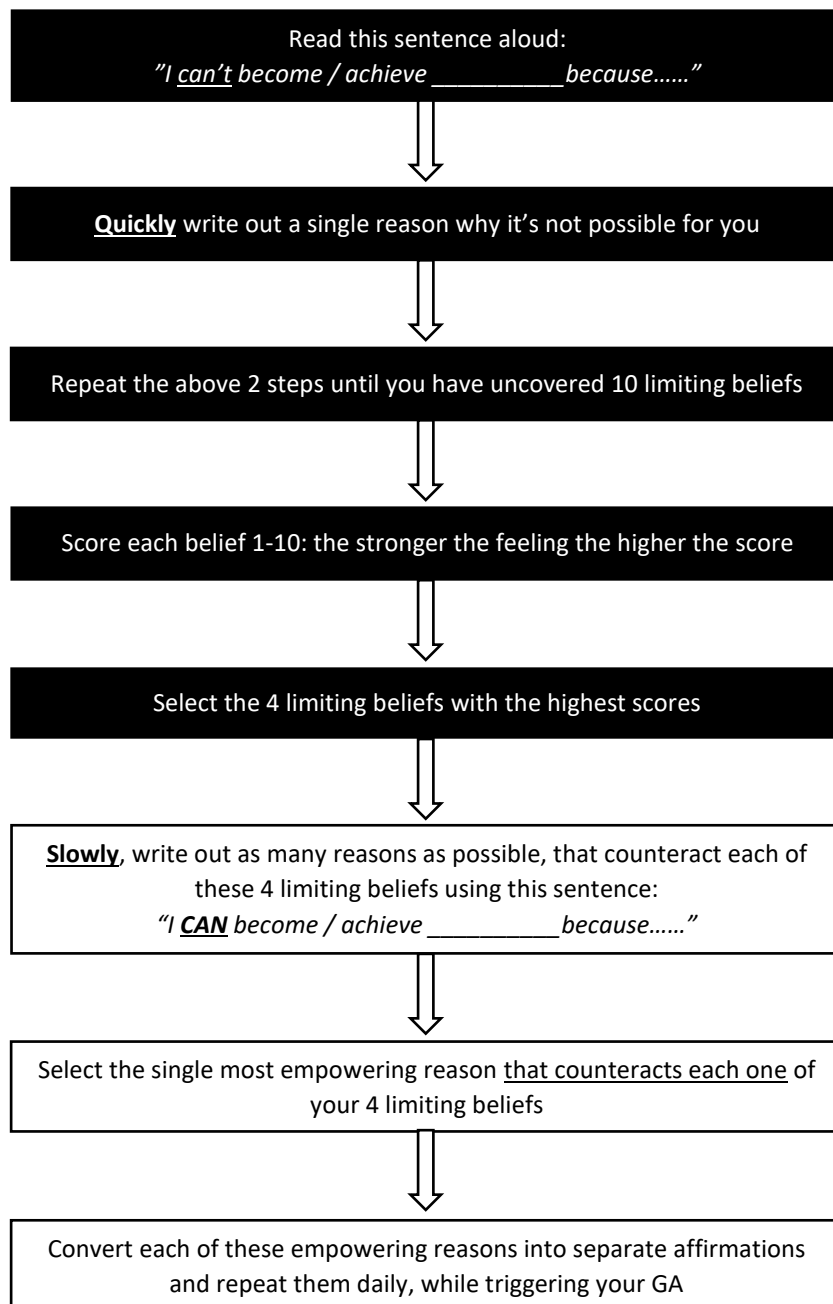 Read this sentence aloud:
”I can’t become / achieve __________ because……”
Quickly write out a single reason why it’s not possible for you
Repeat the above 2 steps until you have uncovered 10 limiting beliefs
Score each belief 1-10: the stronger the feeling the higher the score
Select the 4 limiting beliefs with the highest scores
Slowly, write out as many reasons as possible, that counteract each of
these 4 limiting beliefs using this sentence:
“I CAN become / achieve __________because……”
Select the single most empowering reason that counteracts each one of
your 4 limiting beliefs
Convert each of these empowering reasons into separate affirmations
and repeat them daily, while triggering your GA